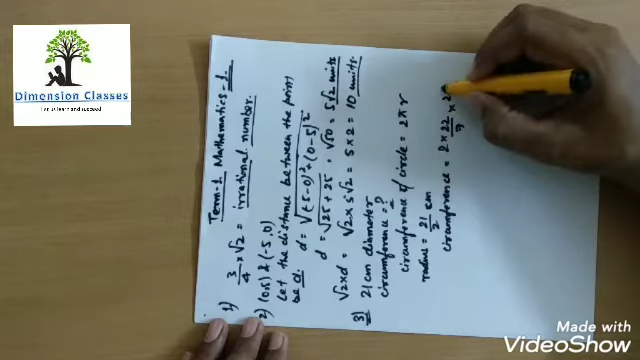 Dimension Classes
Term-1 Mathematics 1.
1) 3/4 × √2 = irrational number.
2) (0,5) & (-5,0)
Let the distance between the point
be d. d = √(-5-0)² + (0-5)²
d = √25 + 25 = √50 = 5√2 units
√2 × d = √2 × 5√2 = 5 × 2 = 10 units.
3) 21 cm diameter
circumference = ?
circumference of circle = 2πr
radius = 21/2 cm
circumference = 2 × 22/7 × 2
Made with
VideoShow